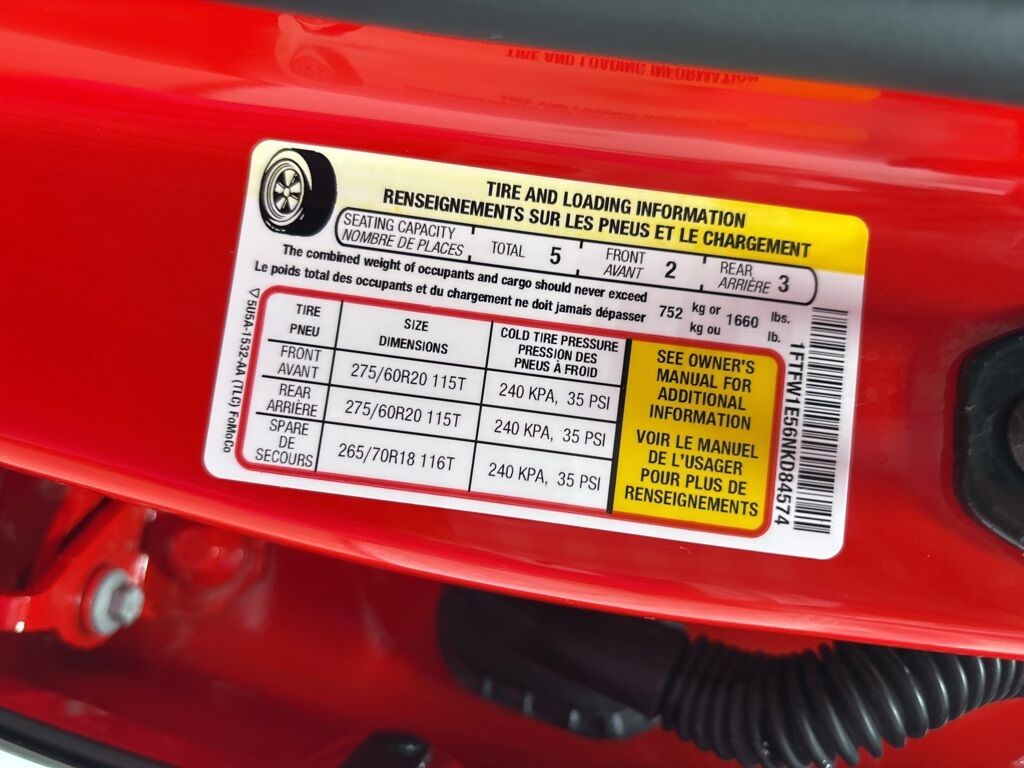 TIRE AND LOADING INFORMATION
TIRE AND LOADING INFORMATION
RENSEIGNEMENTS SUR LES PNEUS ET LE CHARGEMENT
SEATING CAPACITY TOTAL 5 FRONT 2 REAR 3
NOMBRE DE PLACES AVANT ARRIÈRE
The combined weight of occupants and cargo should never exceed 752 kg or 1660 lbs.
Le poids total des occupants et du chargement ne doit jamais dépasser kg ou lb.
TIRE SIZE COLD TIRE PRESSURE
PNEU DIMENSIONS PRESSION DES
PNEUS À FROID
FRONT
AVANT 275/60R20 115T 240 KPA, 35 PSI
REAR
ARRIÈRE 275/60R20 115T 240 KPA, 35 PSI
SPARE
DE
SECOURS 265/70R18 116T 240 KPA, 35 PSI
SEE OWNER'S
MANUAL FOR
ADDITIONAL
INFORMATION
VOIR LE MANUEL
DE L'USAGER
POUR PLUS DE
RENSEIGNEMENTS
5U5A-1532-AA (TLC) FoMoCo
1FTFW1E56NKD84574